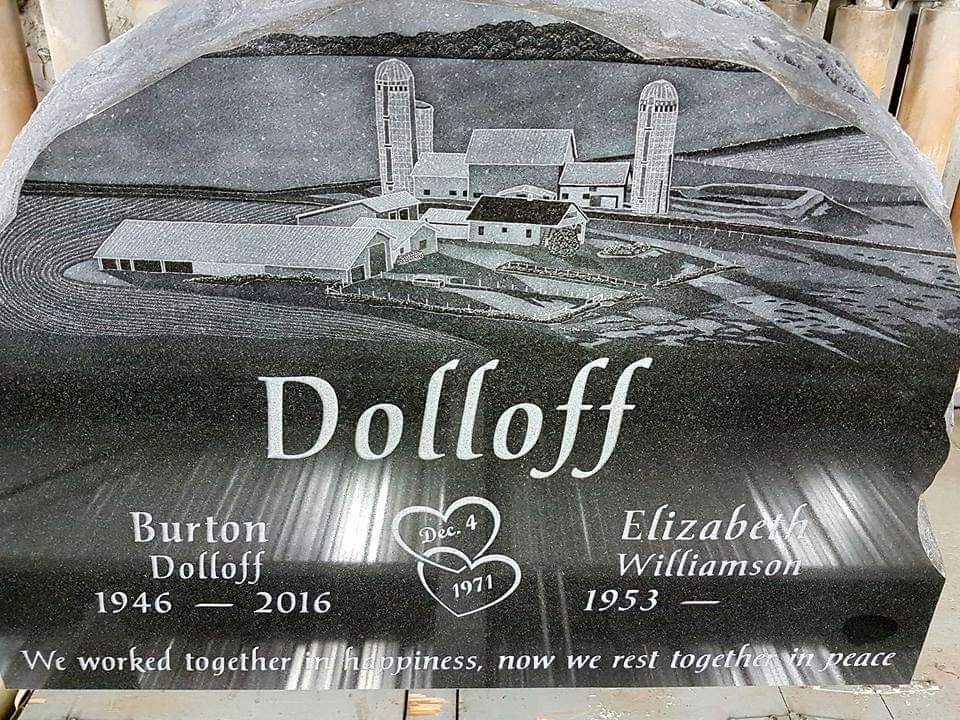 Dolloff
Burton
Dolloff
1946 — 2016
Dec. 4
1971
Elizabeth
Williamson
1953 —
We worked together in happiness, now we rest together in peace